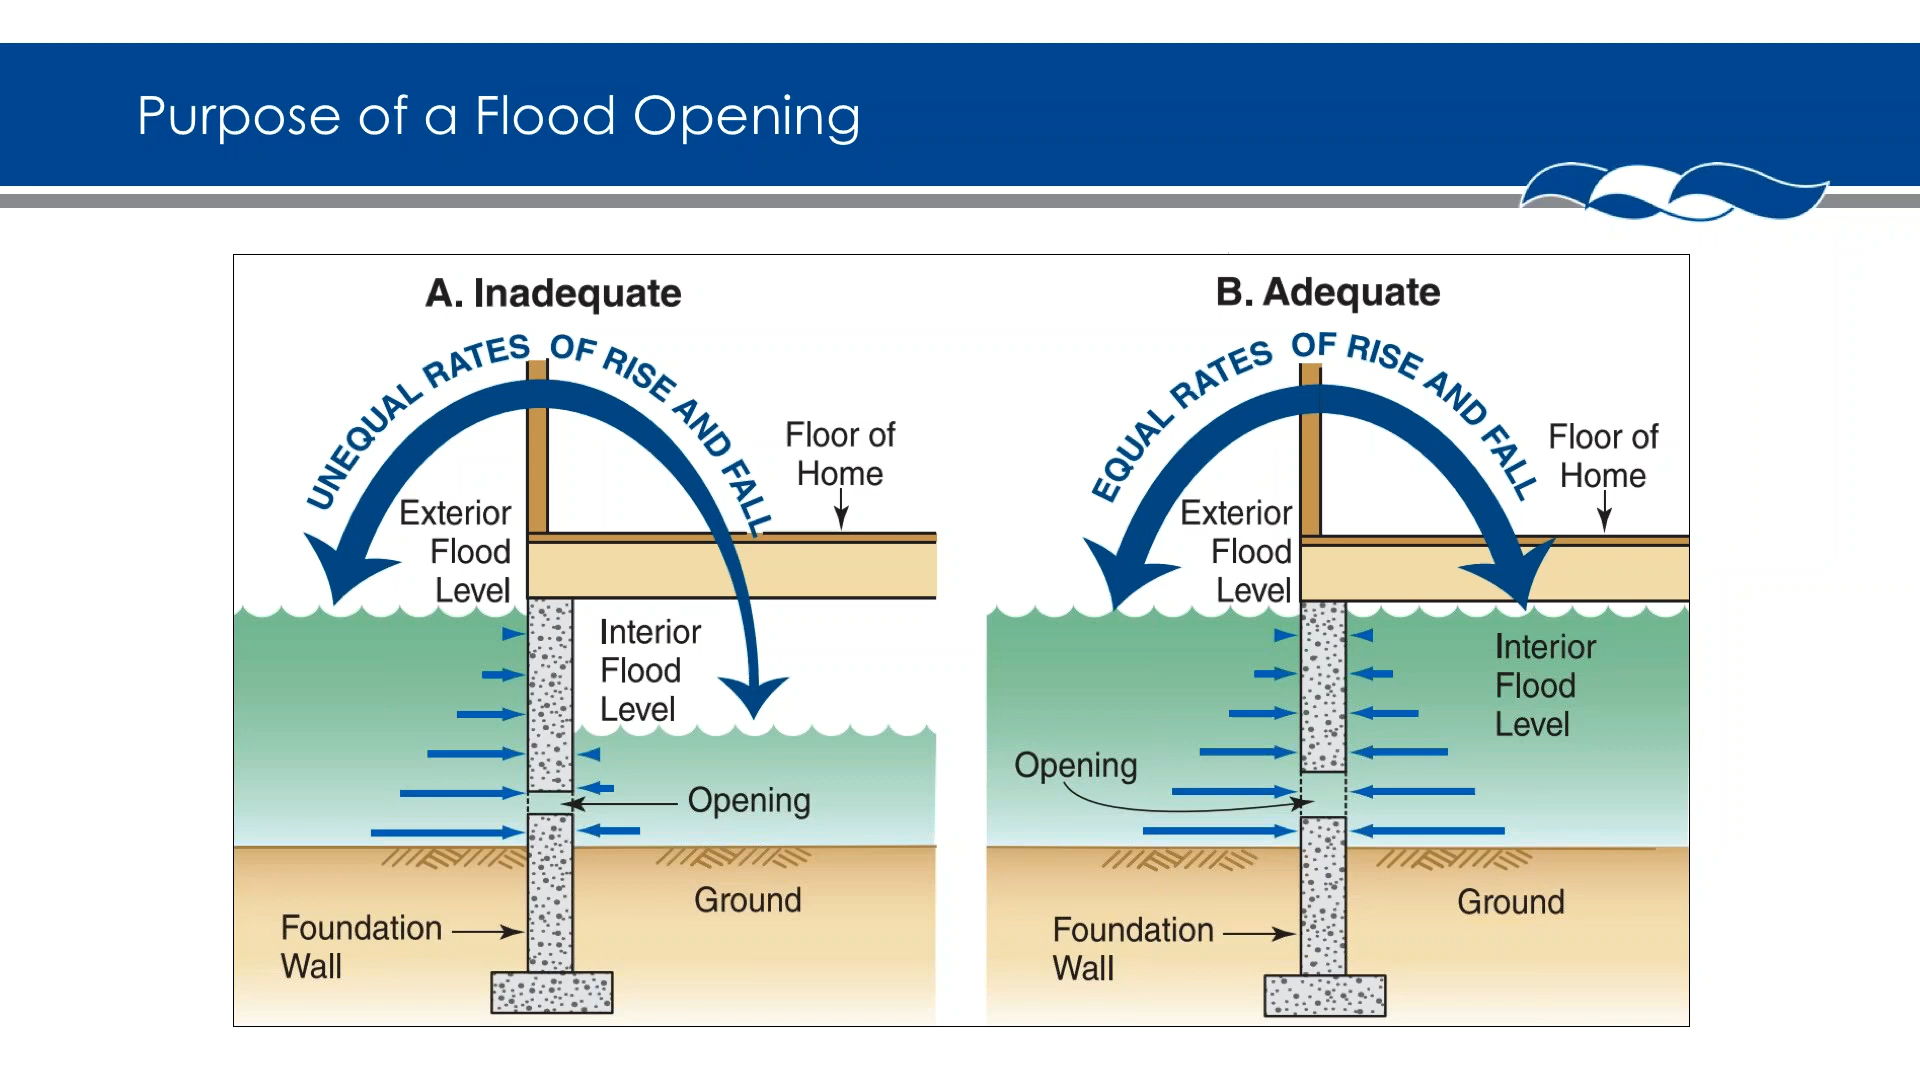 Purpose of a Flood Opening
A. Inadequate
UNEQUAL RATES OF RISE AND FALL
Floor of
Home
Exterior
Flood
Level
Interior
Flood
Level
Opening
Ground
Foundation
Wall
B. Adequate
EQUAL RATES OF RISE AND FALL
Floor of
Home
Exterior
Flood
Level
Interior
Flood
Level
Opening
Ground
Foundation
Wall